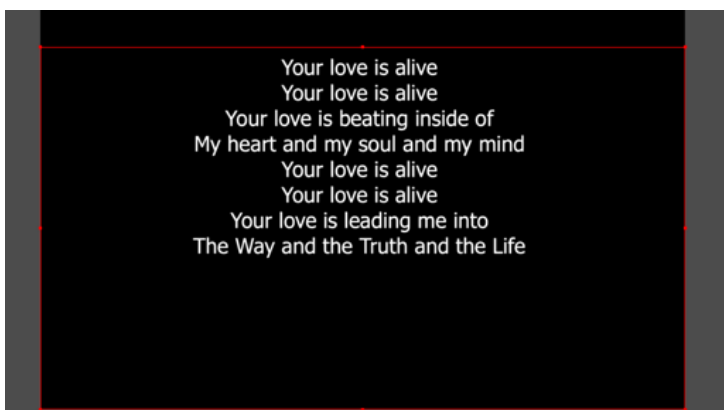 Your love is alive
Your love is alive
Your love is beating inside of
My heart and my soul and my mind
Your love is alive
Your love is alive
Your love is leading me into
The Way and the Truth and the Life